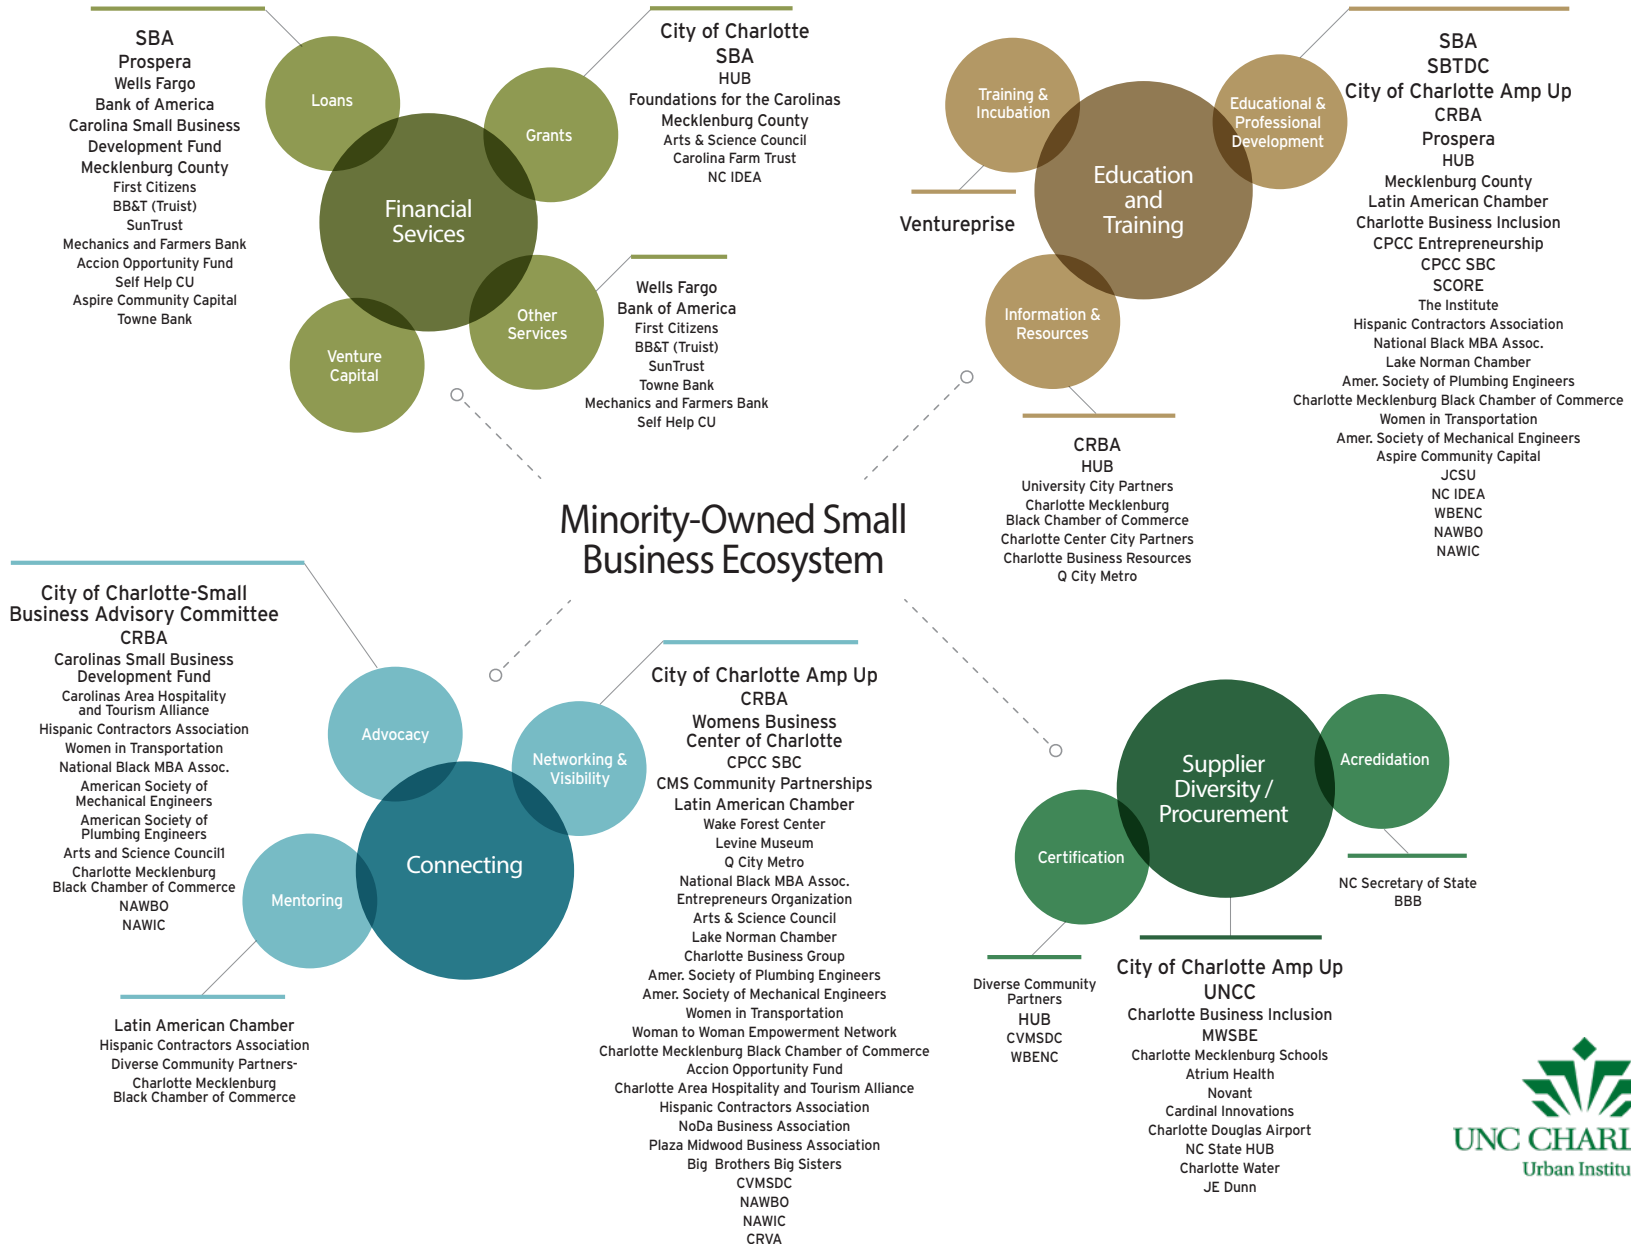 SBA
Prospera
Wells Fargo
Bank of America
Carolina Small Business
Development Fund
Mecklenburg County
First Citizens
BB&T (Truist)
SunTrust
Mechanics and Farmers Bank
Accion Opportunity Fund
Self Help CU
Aspire Community Capital
Towne Bank
Loans
City of Charlotte
SBA
HUB
Foundations for the Carolinas
Mecklenburg County
Arts & Science Council
Carolina Farm Trust
NC IDEA
Grants
Financial
Sevices
Other
Services
Wells Fargo
Bank of America
First Citizens
BB&T (Truist)
SunTrust
Towne Bank
Mechanics and Farmers Bank
Self Help CU
Venture
Capital
Training &
Incubation
Ventureprise
Education
and
Training
Educational &
Professional
Development
SBA
SBTDC
City of Charlotte Amp Up
CRBA
Prospera
HUB
Mecklenburg County
Latin American Chamber
Charlotte Business Inclusion
CPCC Entrepreneurship
CPCC SBC
SCORE
The Institute
Hispanic Contractors Association
National Black MBA Assoc.
Lake Norman Chamber
Amer. Society of Plumbing Engineers
Charlotte Mecklenburg Black Chamber of Commerce
Women in Transportation
Amer. Society of Mechanical Engineers
Aspire Community Capital
JCSU
NC IDEA
WBENC
NAWBO
NAWIC
Information &
Resources
CRBA
HUB
University City Partners
Charlotte Mecklenburg
Black Chamber of Commerce
Charlotte Center City Partners
Charlotte Business Resources
Q City Metro
Minority-Owned Small
Business Ecosystem
City of Charlotte-Small
Business Advisory Committee
CRBA
Carolinas Small Business
Development Fund
Carolinas Area Hospitality
and Tourism Alliance
Hispanic Contractors Association
Women in Transportation
National Black MBA Assoc.
American Society of
Mechanical Engineers
American Society of
Plumbing Engineers
Arts and Science Council1
Charlotte Mecklenburg
Black Chamber of Commerce
NAWBO
NAWIC
Advocacy
Networking &
Visibility
Connecting
Mentoring
Latin American Chamber
Hispanic Contractors Association
Diverse Community Partners-
Charlotte Mecklenburg
Black Chamber of Commerce
City of Charlotte Amp Up
CRBA
Womens Business
Center of Charlotte
CPCC SBC
CMS Community Partnerships
Latin American Chamber
Wake Forest Center
Levine Museum
Q City Metro
National Black MBA Assoc.
Entrepreneurs Organization
Arts & Science Council
Lake Norman Chamber
Charlotte Business Group
Amer. Society of Plumbing Engineers
Amer. Society of Mechanical Engineers
Women in Transportation
Woman to Woman Empowerment Network
Charlotte Mecklenburg Black Chamber of Commerce
Accion Opportunity Fund
Charlotte Area Hospitality and Tourism Alliance
Hispanic Contractors Association
NoDa Business Association
Plaza Midwood Business Association
Big Brothers Big Sisters
CVMSDC
NAWBO
NAWIC
CRVA
Supplier
Diversity /
Procurement
Acredidation
NC Secretary of State
BBB
Certification
Diverse Community
Partners
HUB
CVMSDC
WBENC
City of Charlotte Amp Up
UNCC
Charlotte Business Inclusion
MWSBE
Charlotte Mecklenburg Schools
Atrium Health
Novant
Cardinal Innovations
Charlotte Douglas Airport
NC State HUB
Charlotte Water
JE Dunn
UNC CHARL
Urban Institu